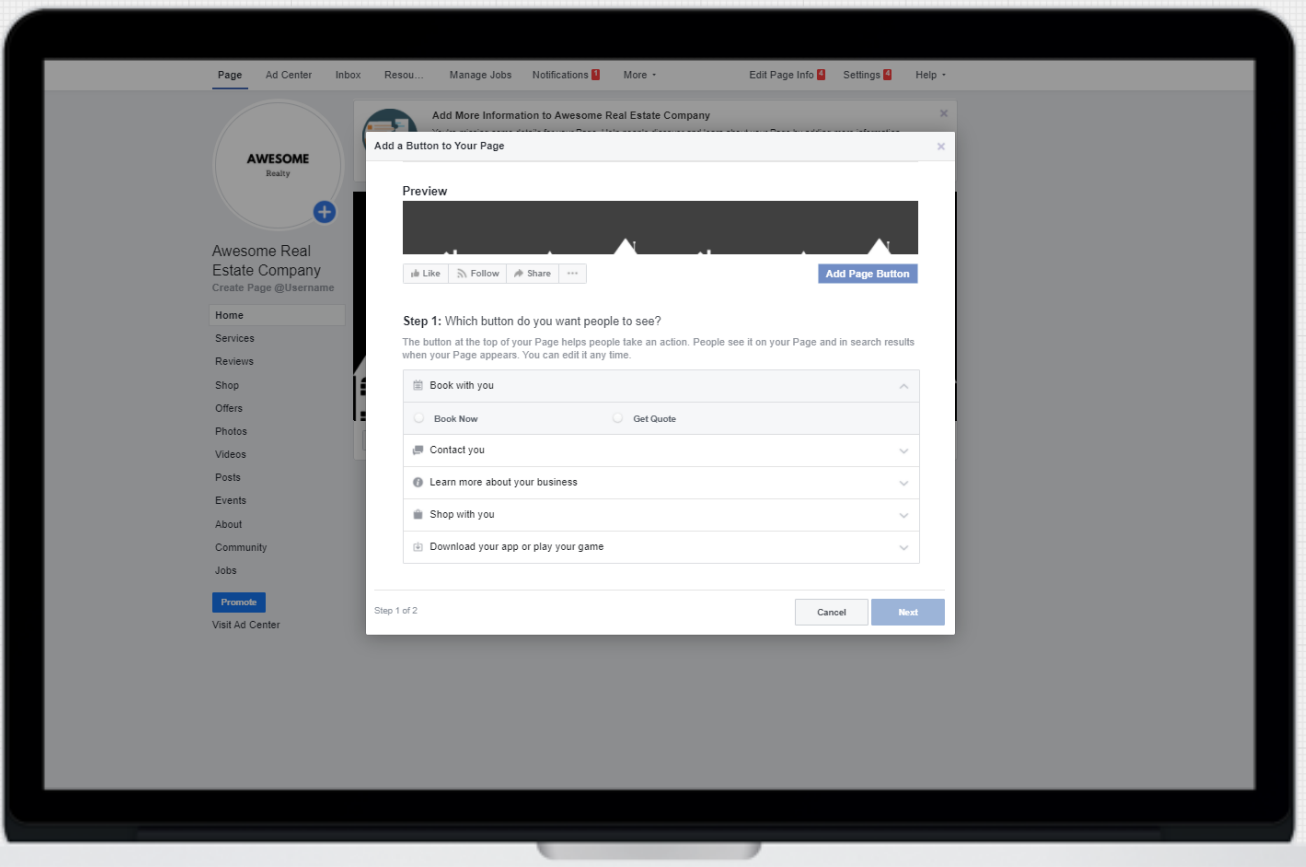 Page Ad Center Inbox Resou... Manage Jobs Notifications 1 More Edit Page Info 4 Settings 4 Help
AWESOME
Realty
Awesome Real
Estate Company
Create Page @Username
Home
Services
Reviews
Shop
Offers
Photos
Videos
Posts
Events
About
Community
Jobs
Promote
Visit Ad Center
Add More Information to Awesome Real Estate Company
Add a Button to Your Page
Preview
Like Follow Share ...
Add Page Button
Step 1: Which button do you want people to see?
The button at the top of your Page helps people take an action. People see it on your Page and in search results
when your Page appears. You can edit it any time.
Book with you
Book Now Get Quote
Contact you
Learn more about your business
Shop with you
Download your app or play your game
Step 1 of 2
Cancel Next